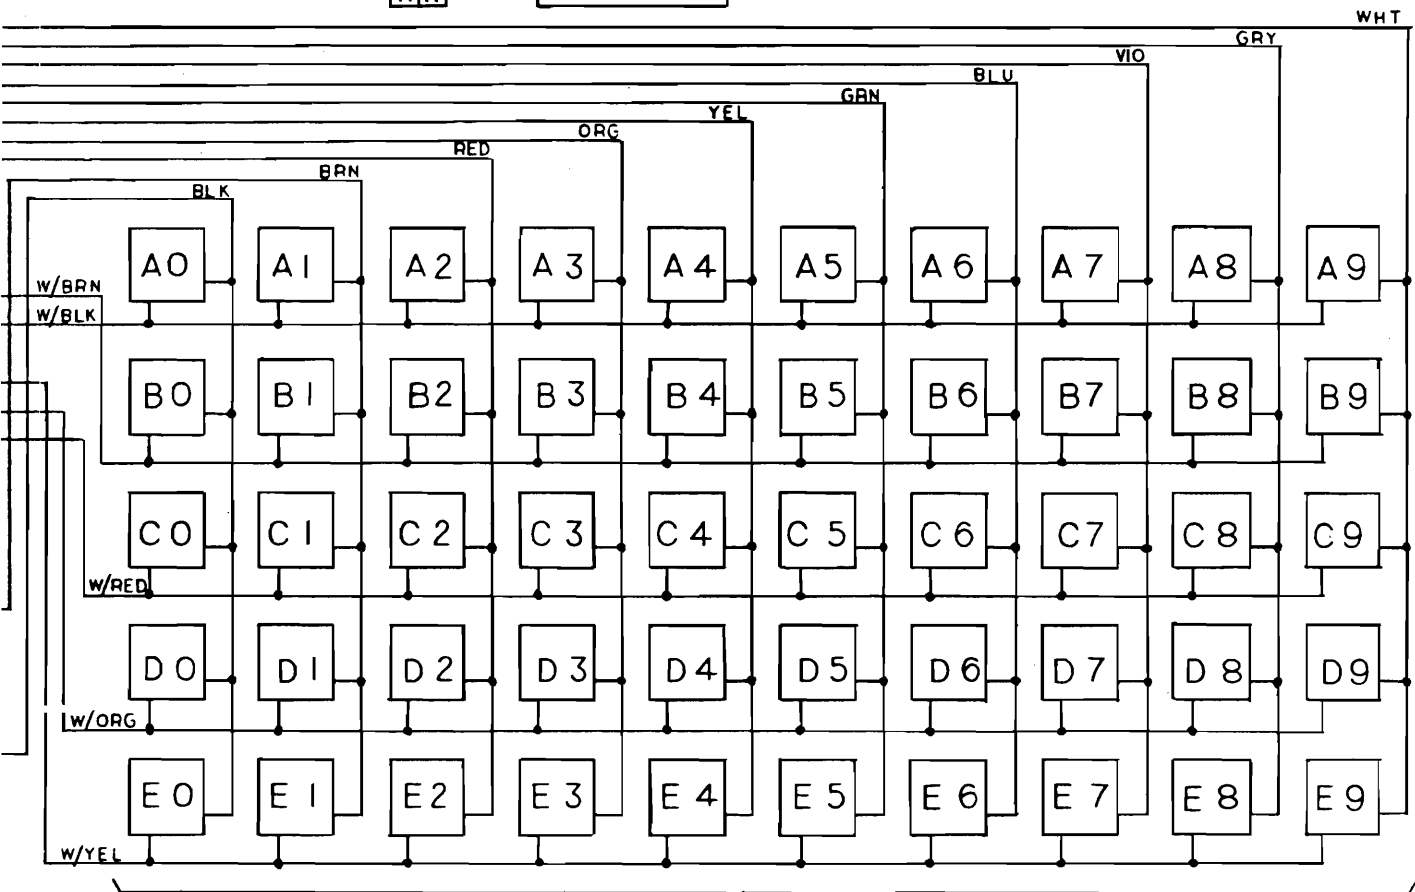 WHT
GRY
VIO
BLU
GRN
YEL
ORG
RED
BRN
BLK
A0 A1 A2 A3 A4 A5 A6 A7 A8 A9
W/BRN
W/BLK
B0 B1 B2 B3 B4 B5 B6 B7 B8 B9
C0 C1 C2 C3 C4 C5 C6 C7 C8 C9
W/RED
D0 D1 D2 D3 D4 D5 D6 D7 D8 D9
W/ORG
E0 E1 E2 E3 E4 E5 E6 E7 E8 E9
W/YEL